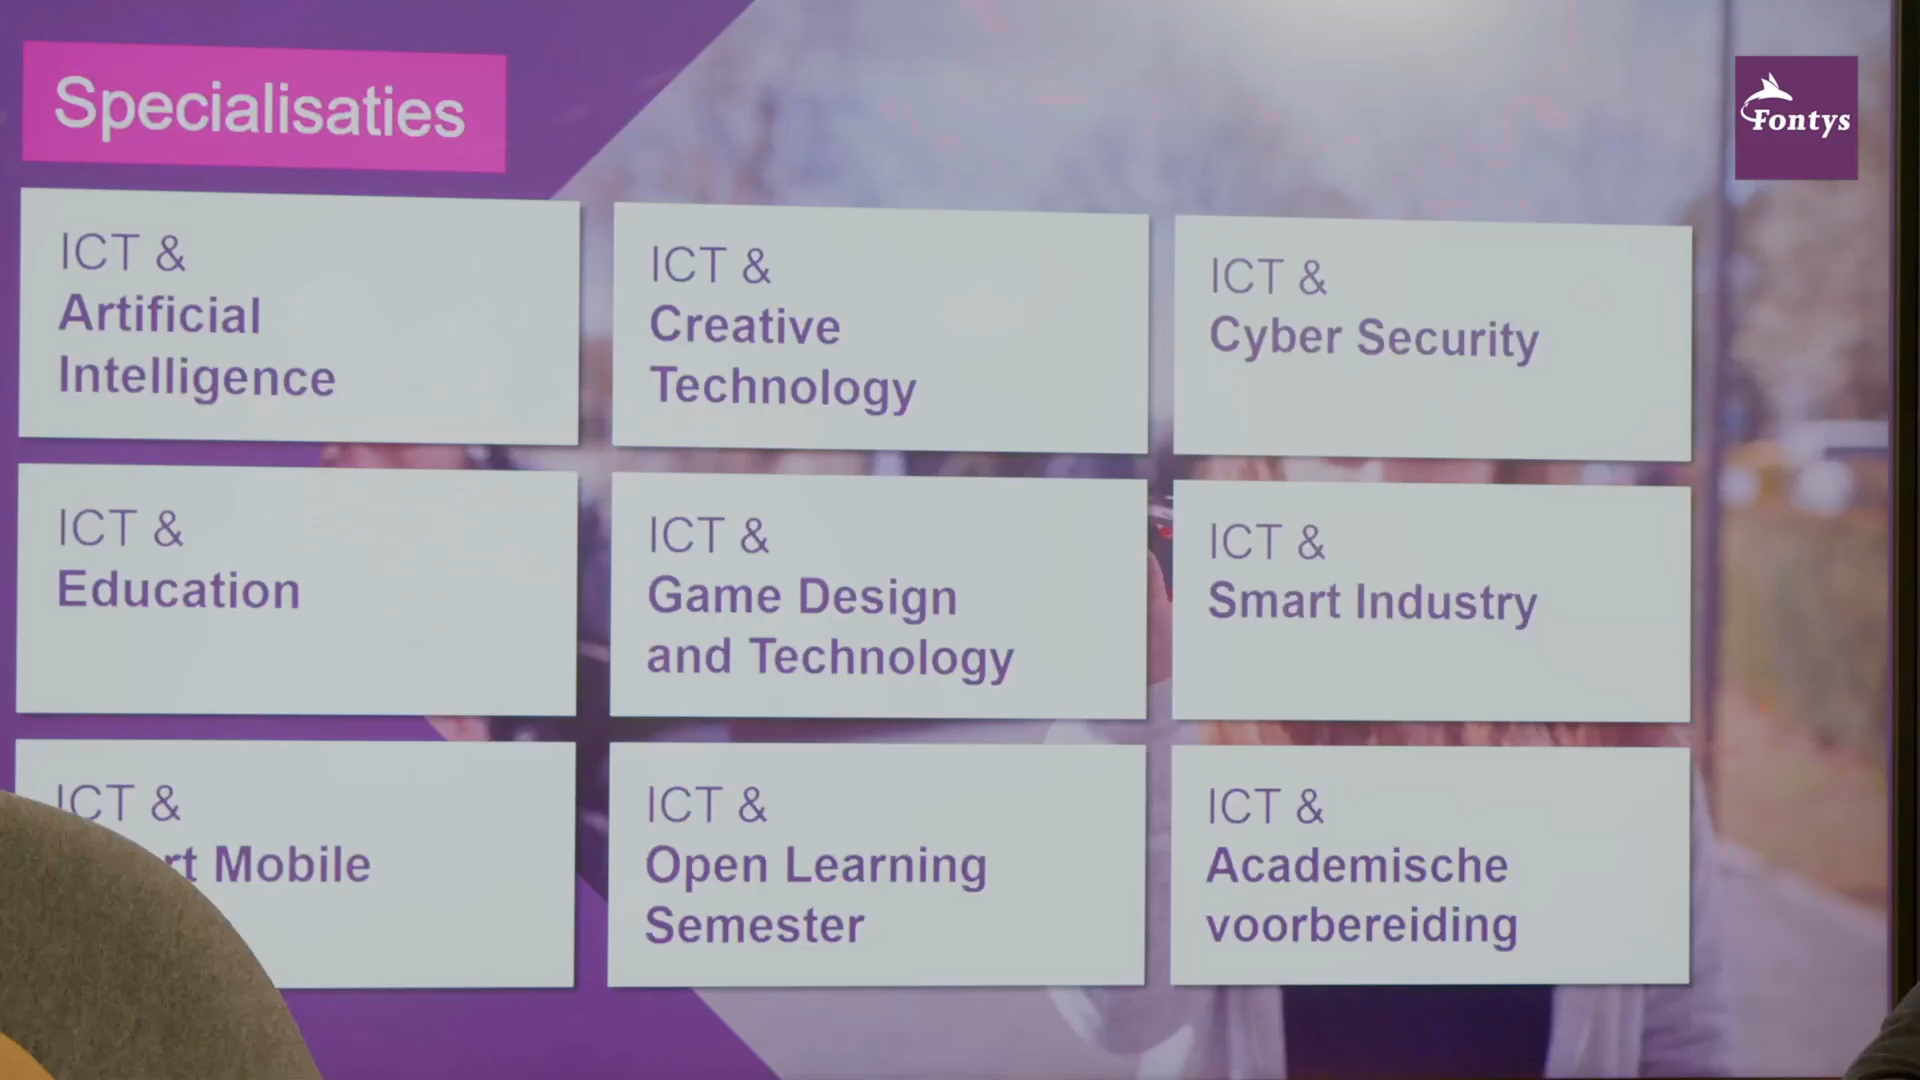 Specialisaties
Fontys
ICT &
Artificial
Intelligence
ICT &
Creative
Technology
ICT &
Cyber Security
ICT &
Education
ICT &
Game Design
and Technology
ICT &
Smart Industry
ICT &
Mobile
ICT &
Open Learning
Semester
ICT &
Academische
voorbereiding